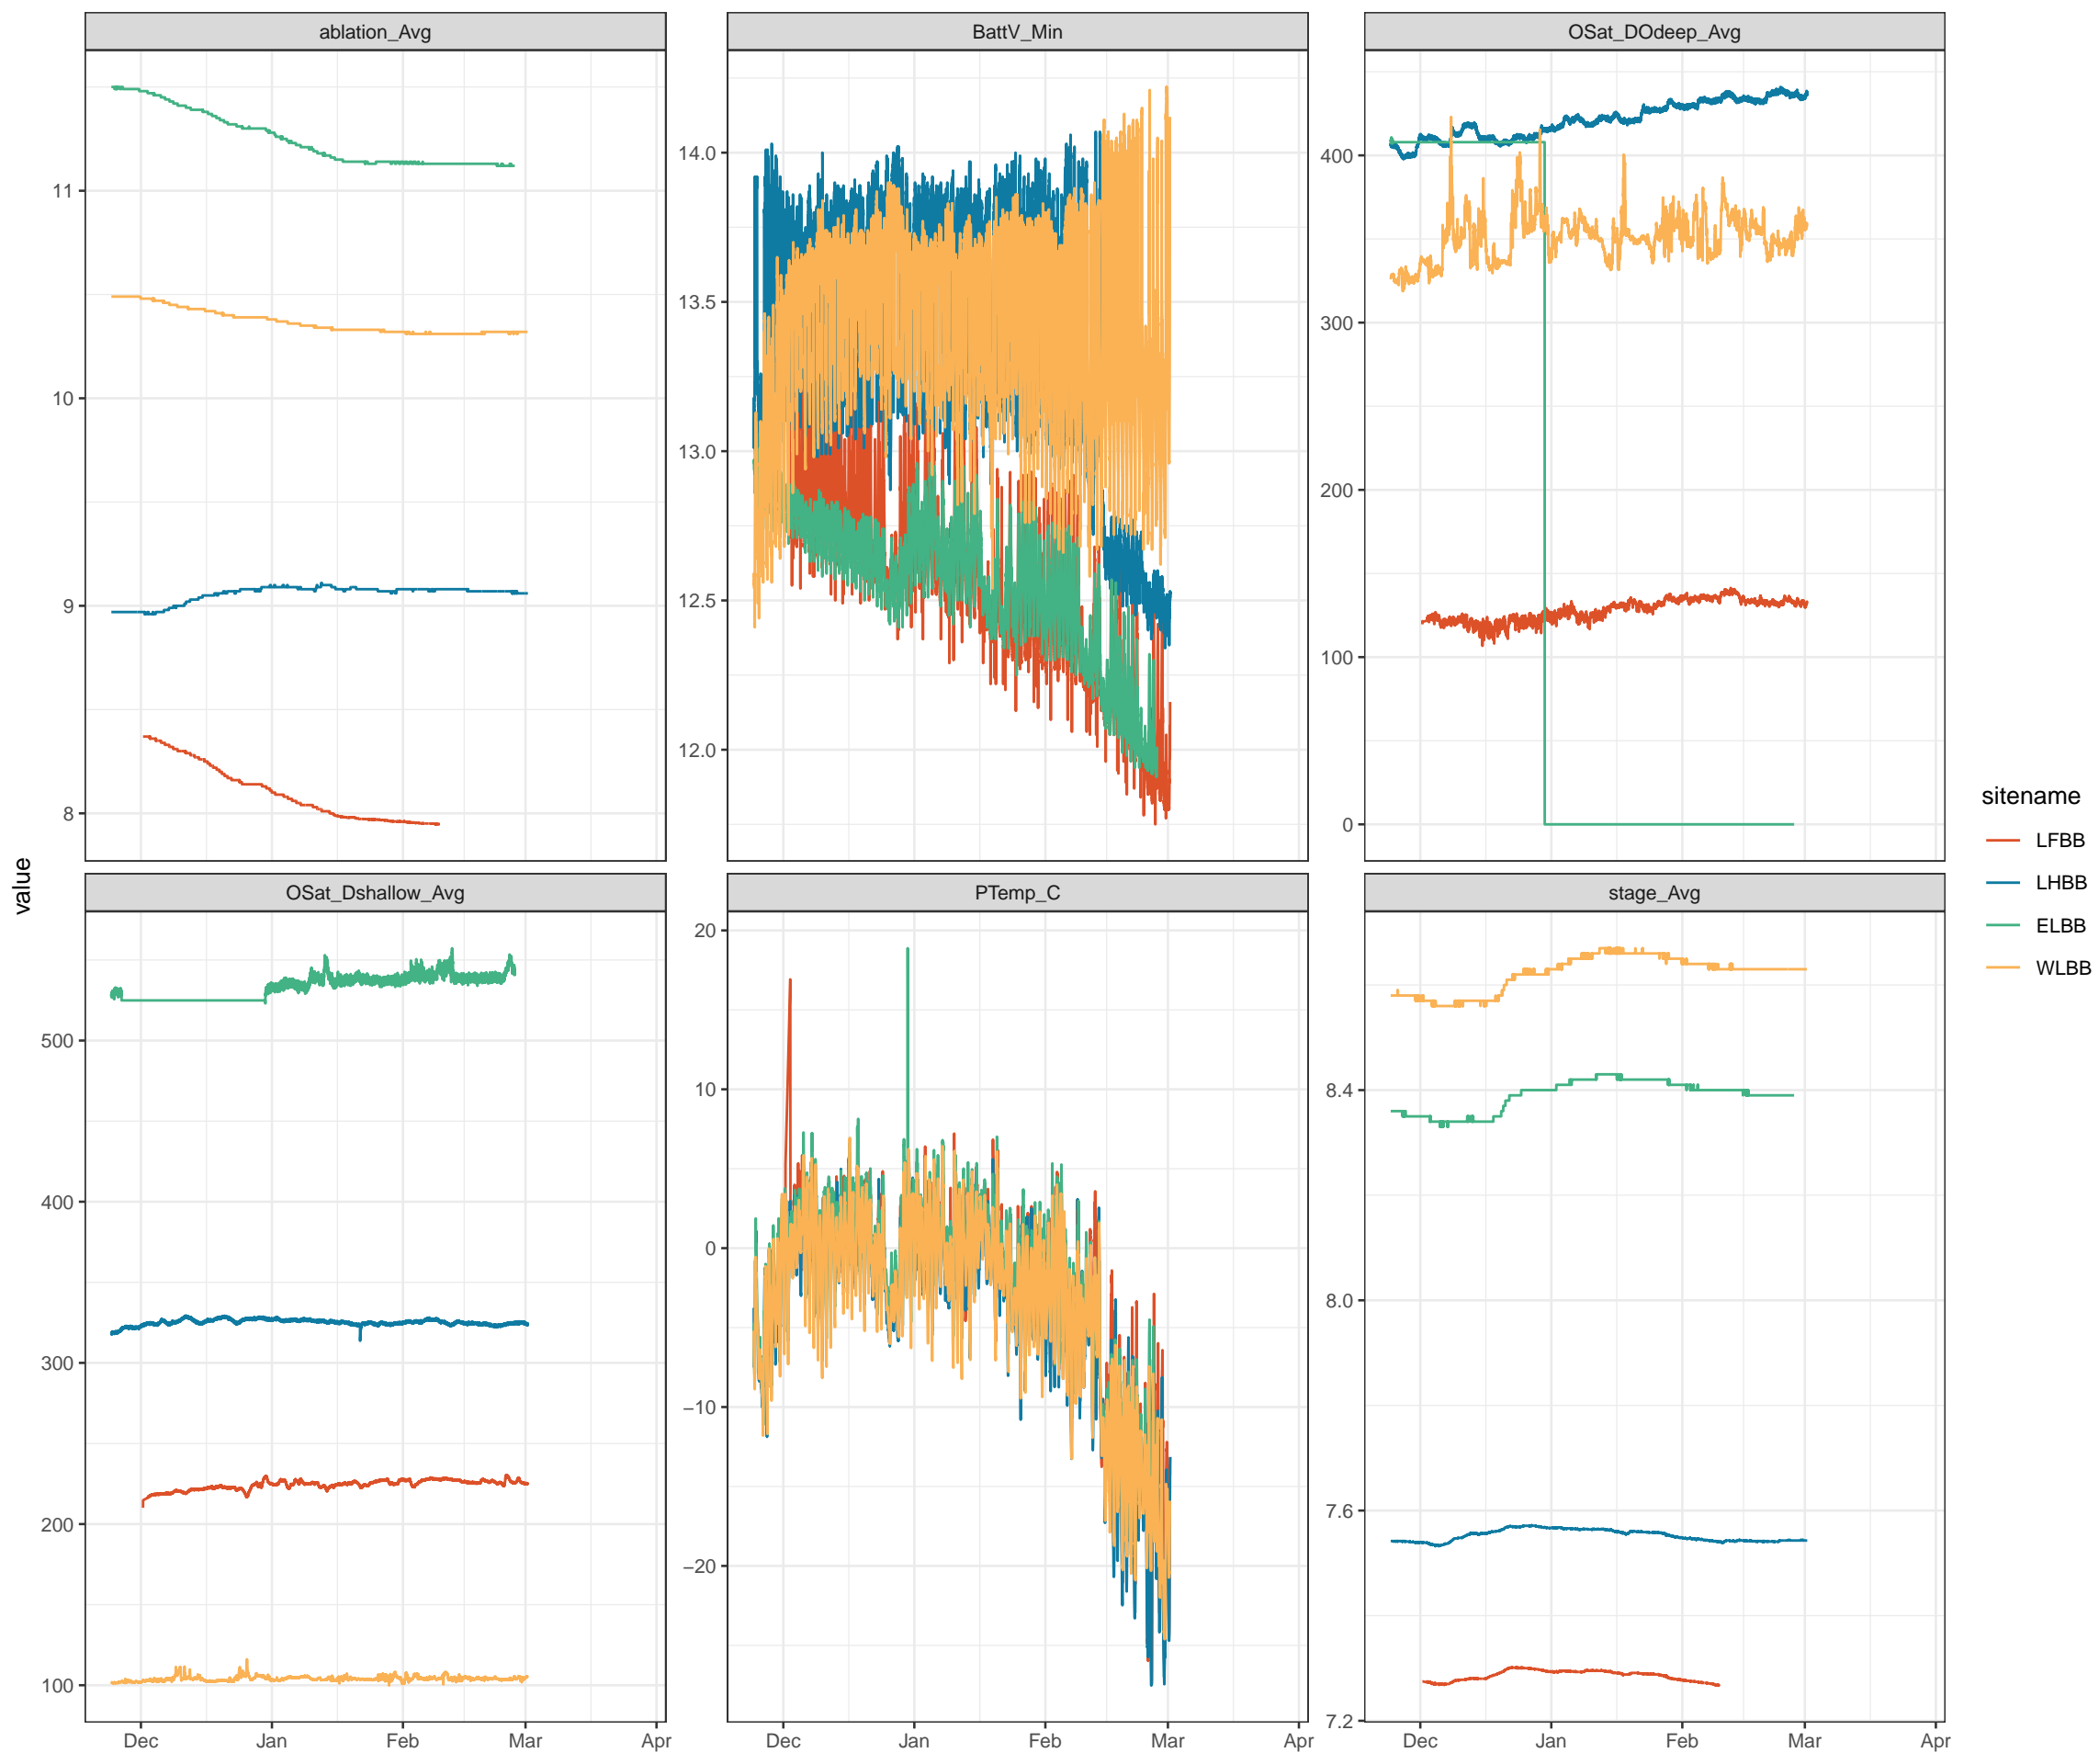 ablation_Avg
BattV_Min
OSat_DOdeep_Avg
11
10
9
8
14.0
13.5
13.0
12.5
12.0
400
300
200
100
0
value
OSat_Dshallow_Avg
PTemp_C
stage_Avg
500
400
300
200
100
20
10
0
−10
−20
8.4
8.0
7.6
7.2
Dec Jan Feb Mar Apr
Dec Jan Feb Mar Apr
Dec Jan Feb Mar Apr
sitename
LFBB
LHBB
ELBB
WLBB